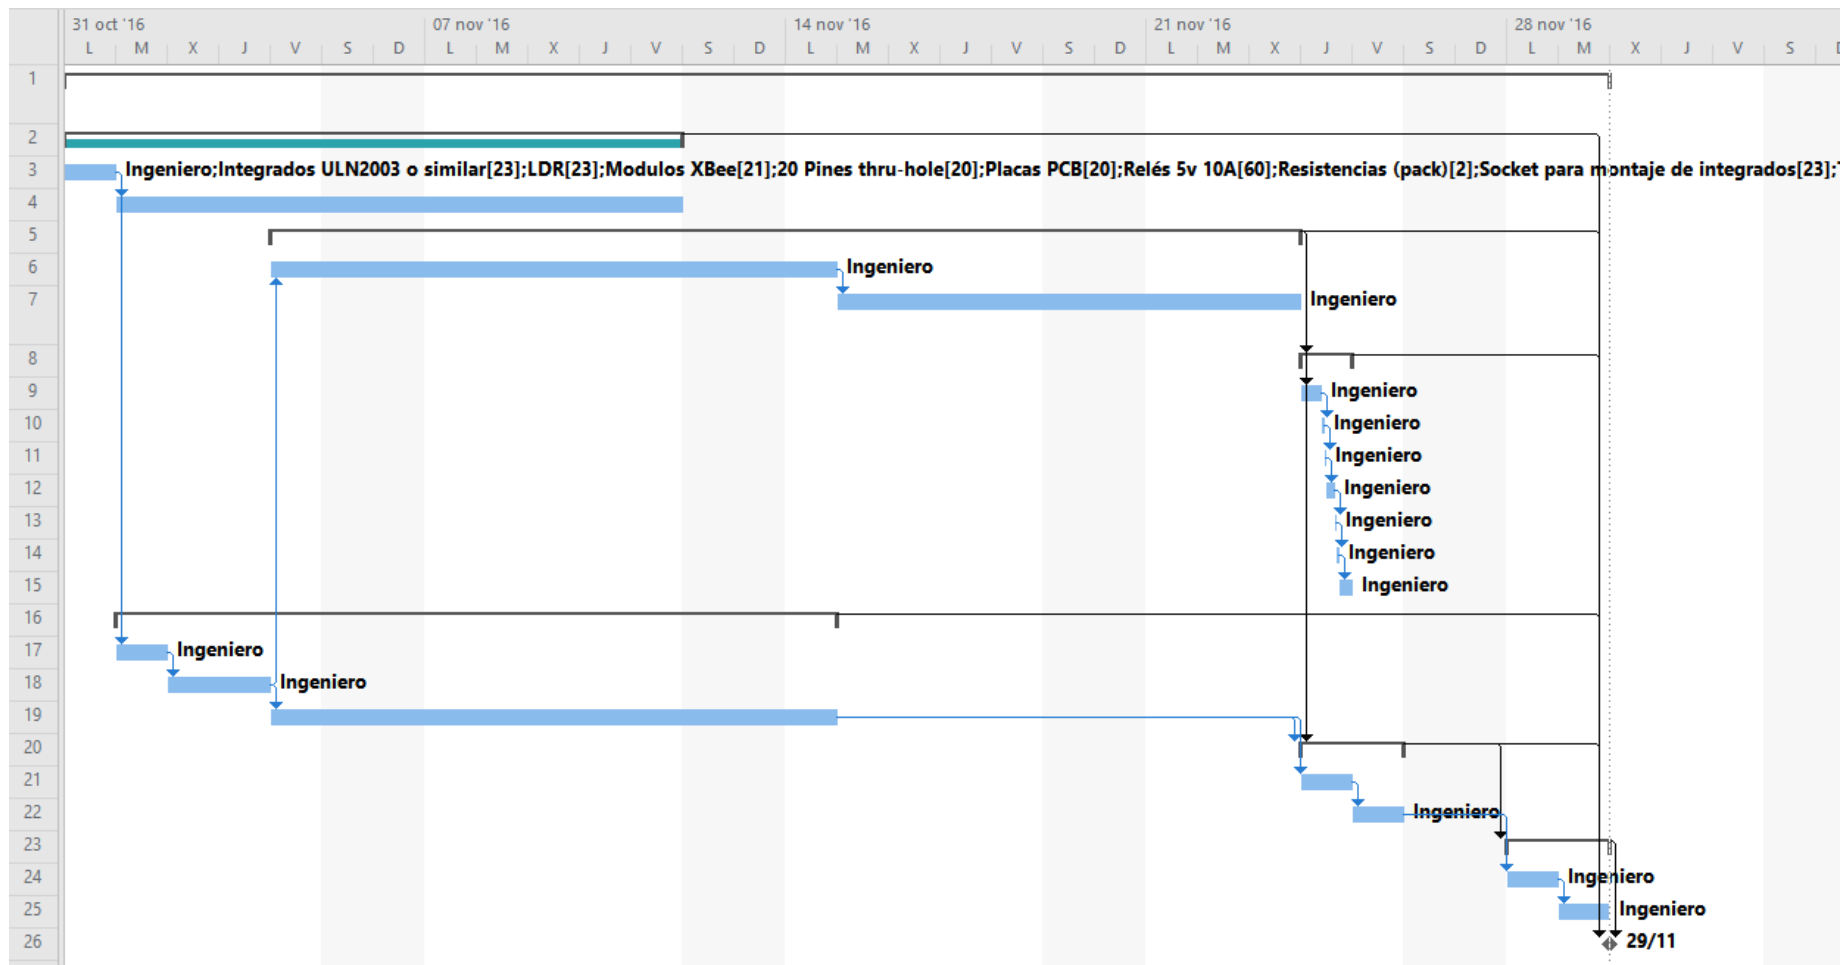 31 oct '16 07 nov '16 14 nov '16 21 nov '16 28 nov '16
L M X J V S D L M X J V S D L M X J V S D L M X J V S D L M X J V S D
1
2
3 Ingeniero;Integrados ULN2003 o similar[23];LDR[23];Modulos XBee[21];20 Pines thru-hole[20];Placas PCB[20];Relés 5v 10A[60];Resistencias (pack)[2];Socket para montaje de integrados[23];
4
5
6 Ingeniero
7 Ingeniero
8
9 Ingeniero
10 Ingeniero
11 Ingeniero
12 Ingeniero
13 Ingeniero
14 Ingeniero
15 Ingeniero
16
17 Ingeniero
18 Ingeniero
19
20
21
22 Ingeniero
23
24 Ingeniero
25 Ingeniero
26 29/11